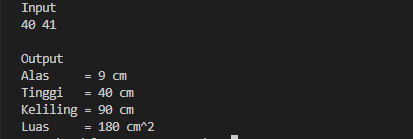 Input
40 41
Output
Alas     = 9 cm
Tinggi   = 40 cm
Keliling = 90 cm
Luas     = 180 cm^2